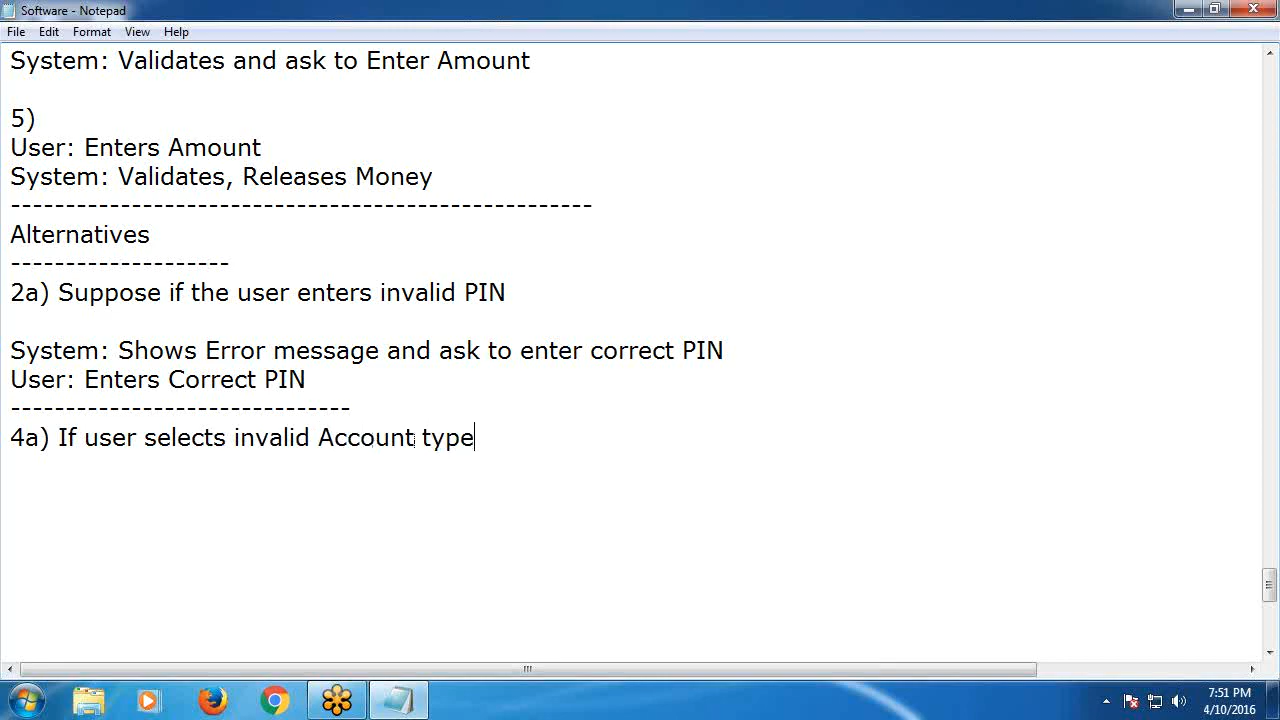 Software - Notepad
File Edit Format View Help
System: Validates and ask to Enter Amount
5)
User: Enters Amount
System: Validates, Releases Money
-----------------------------------------------------
Alternatives
--------------------
2a) Suppose if the user enters invalid PIN
System: Shows Error message and ask to enter correct PIN
User: Enters Correct PIN
-------------------------------
4a) If user selects invalid Account type
7:51 PM
4/10/2016